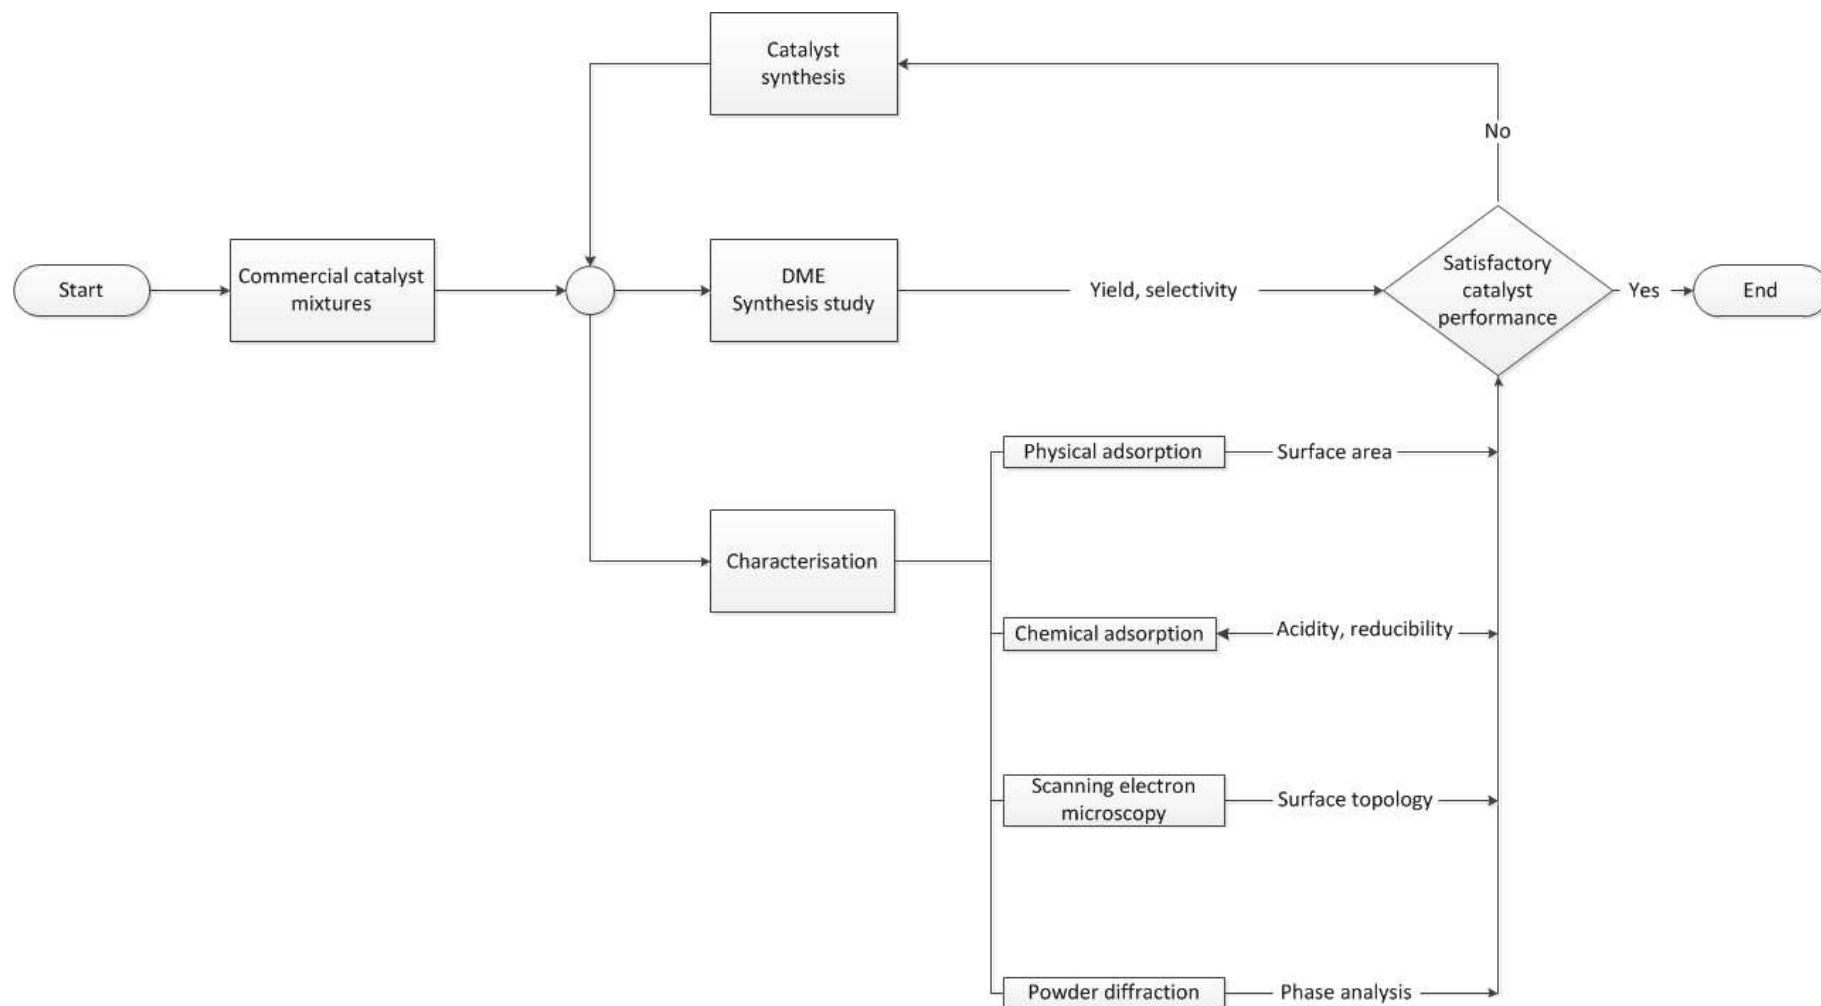 Catalyst
synthesis
No
Start
Commercial catalyst
mixtures
DME
Synthesis study
Yield, selectivity
Satisfactory
catalyst
performance
Yes
End
Physical adsorption
Surface area
Characterisation
Chemical adsorption
Acidity, reducibility
Scanning electron
microscopy
Surface topology
Powder diffraction
Phase analysis